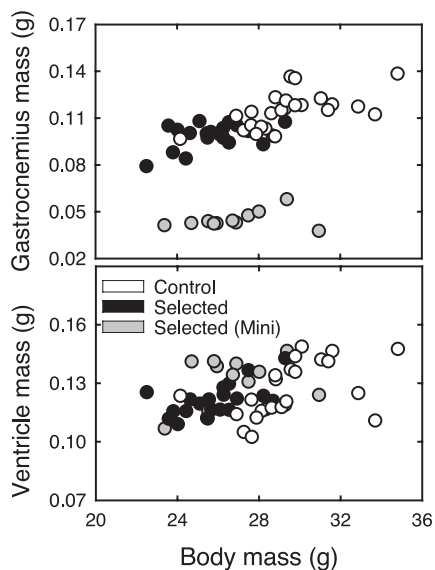 0.17
0.14
0.11
0.08
0.05
0.02
Gastrocnemius mass (g)
Control
Selected
Selected (Mini)
0.16
0.13
0.10
0.07
Ventricle mass (g)
20 24 28 32 36
Body mass (g)